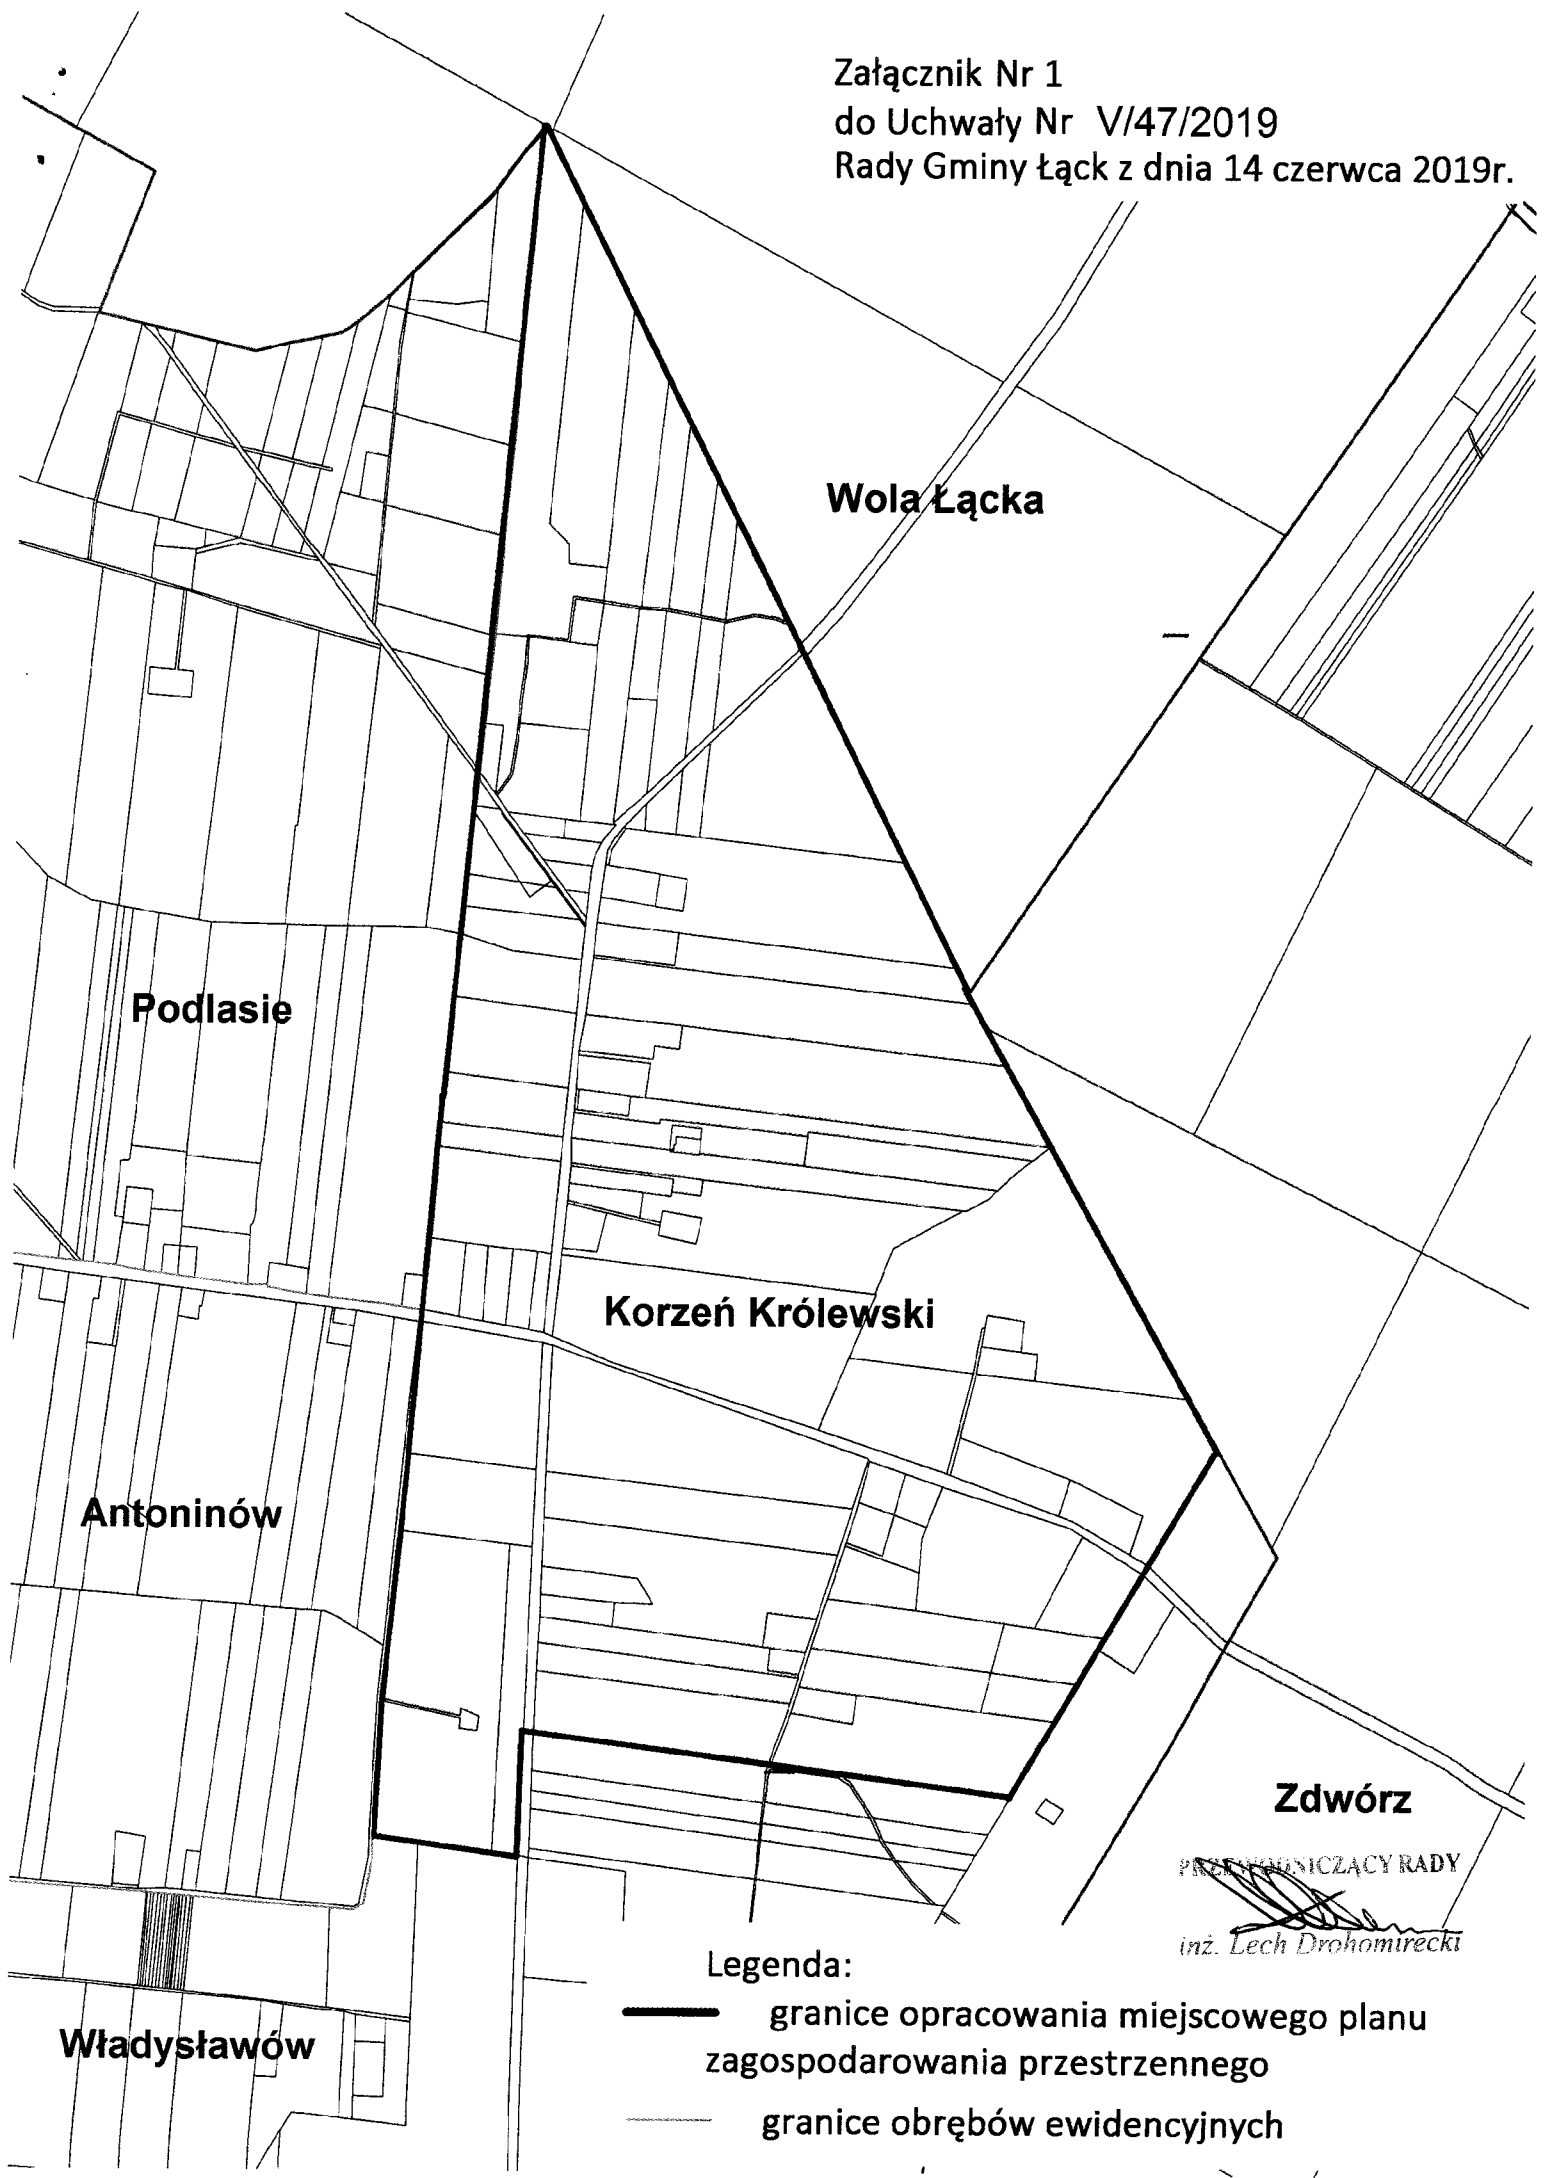 Załącznik Nr 1
do Uchwały Nr V/47/2019
Rady Gminy Łąck z dnia 14 czerwca 2019r.
Wola Łącka
Podlasie
Korzeń Królewski
Antoninów
Zdwórz
PRZEWODNICZĄCY RADY
inż. Lech Drohomirecki
Władysławów
Legenda:
granice opracowania miejscowego planu
zagospodarowania przestrzennego
granice obrębów ewidencyjnych